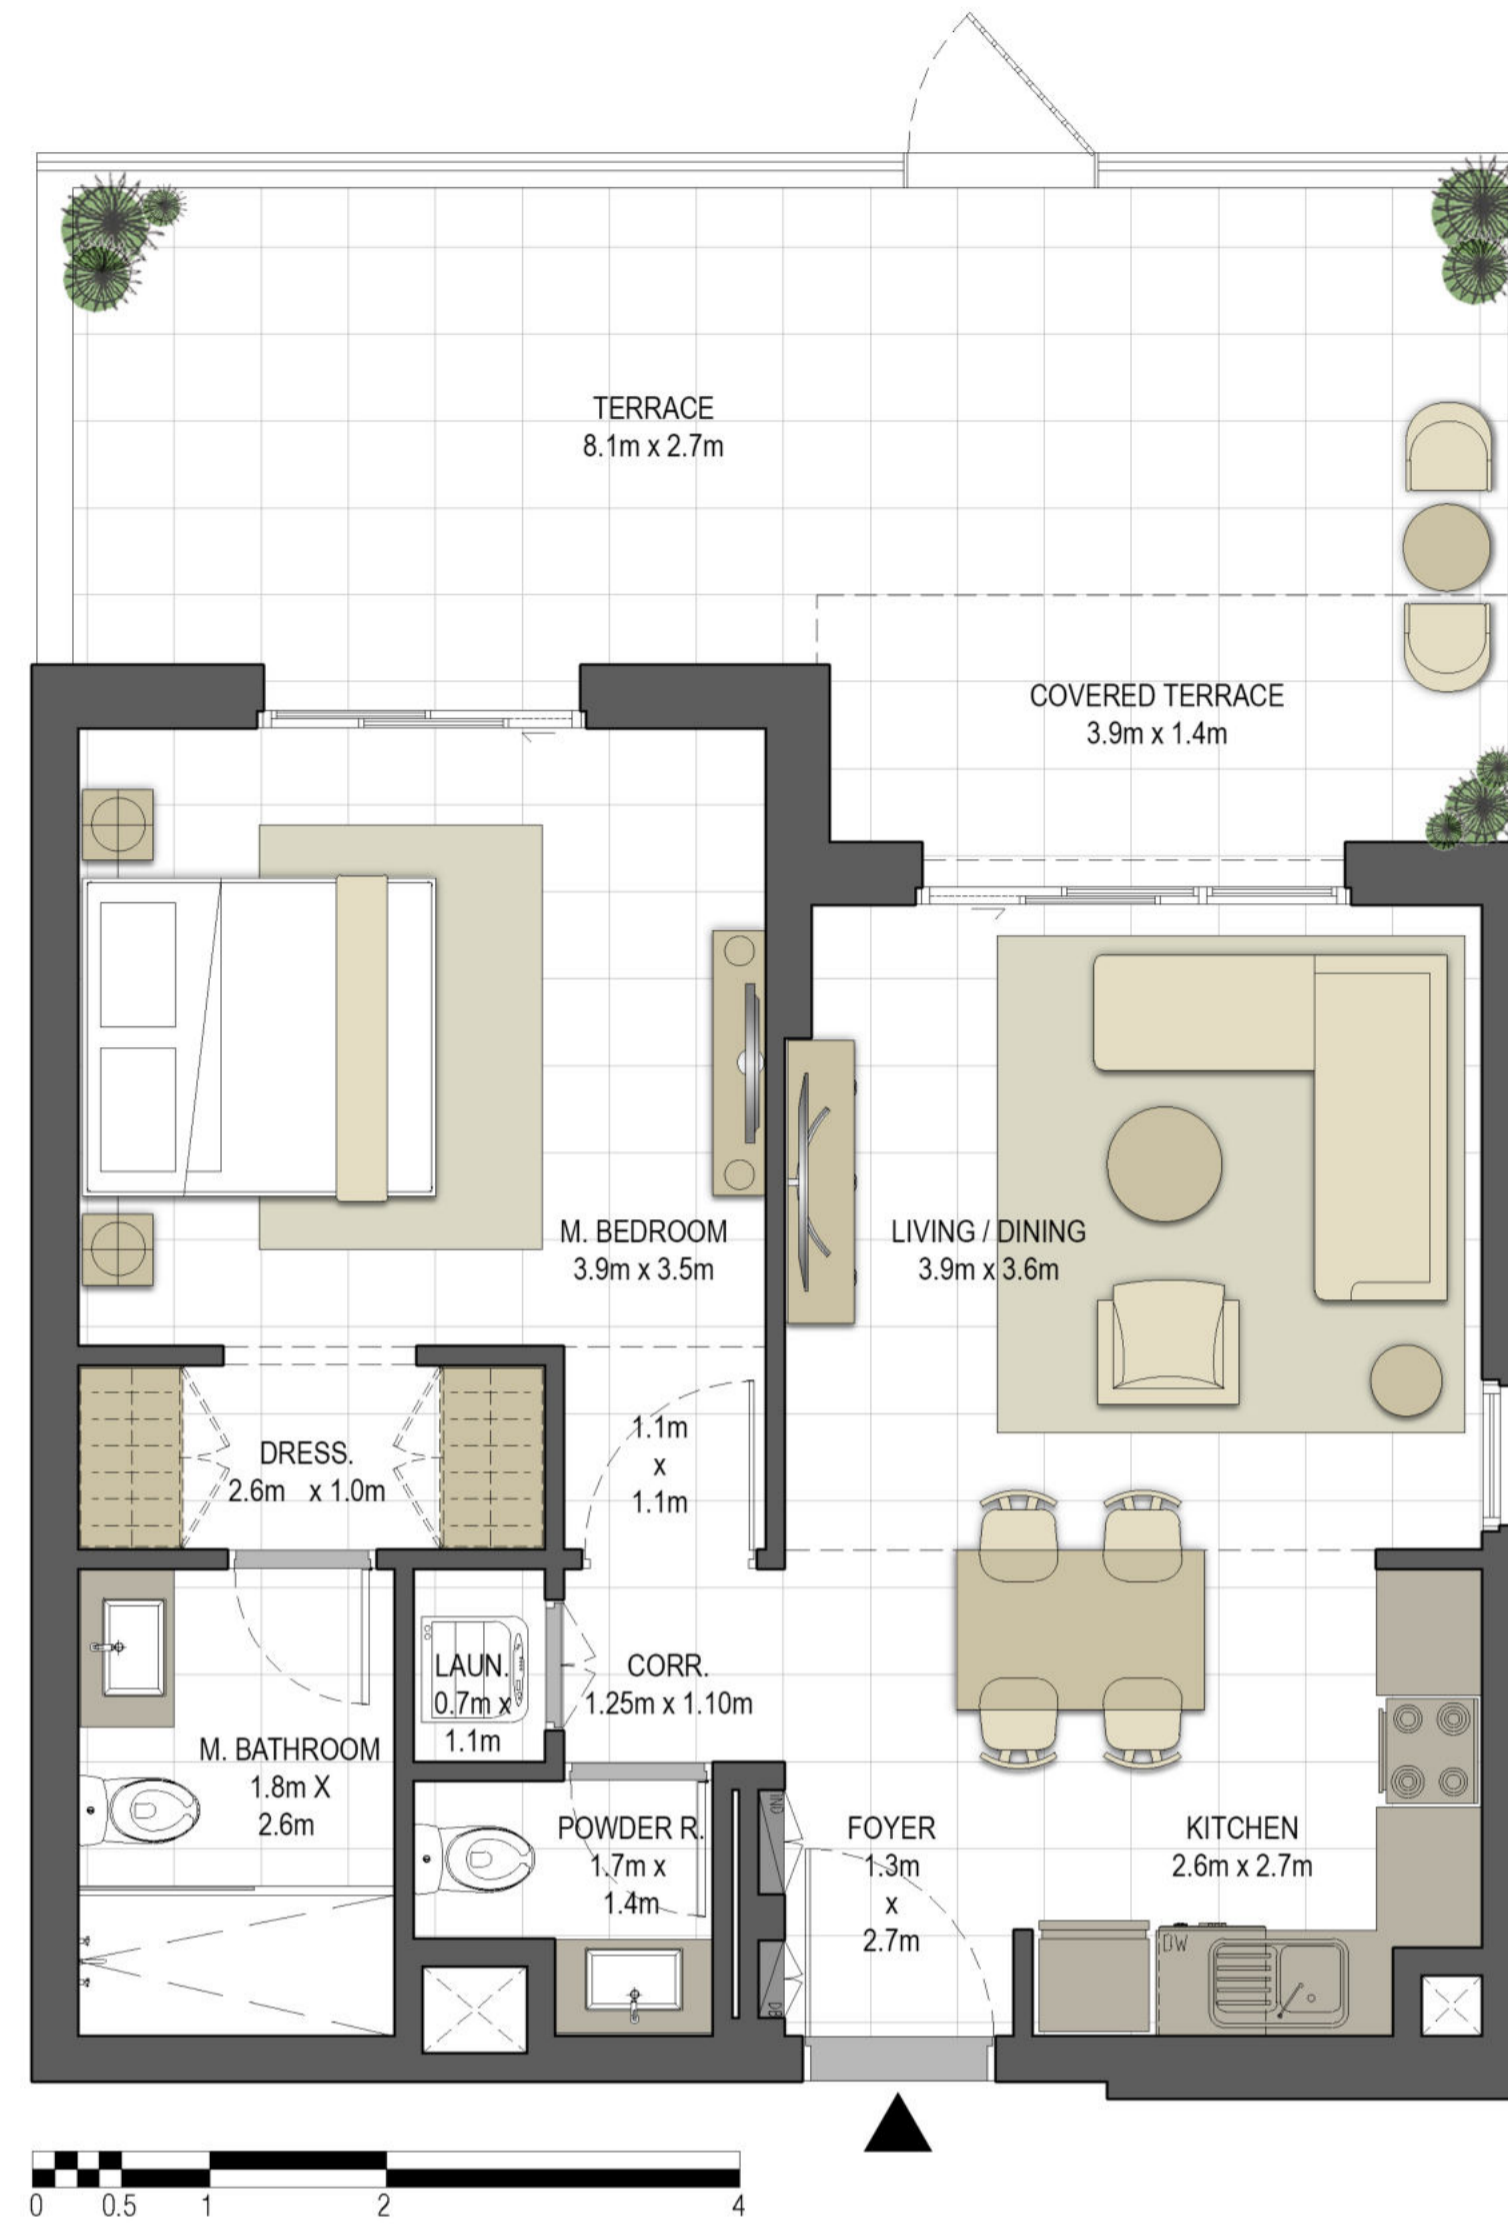 TERRACE
8.1m x 2.7m
COVERED TERRACE
3.9m x 1.4m
M. BEDROOM
3.9m x 3.5m
LIVING / DINING
3.9m x 3.6m
DRESS.
2.6m x 1.0m
1.1m
x
1.1m
LAUN.
0.7m x
1.1m
CORR.
1.25m x 1.10m
M. BATHROOM
1.8m X
2.6m
POWDER R.
1.7m x
1.4m
IND
FOYER
1.3m
x
2.7m
KITCHEN
2.6m x 2.7m
DW
DB
0 0.5 1 2 4